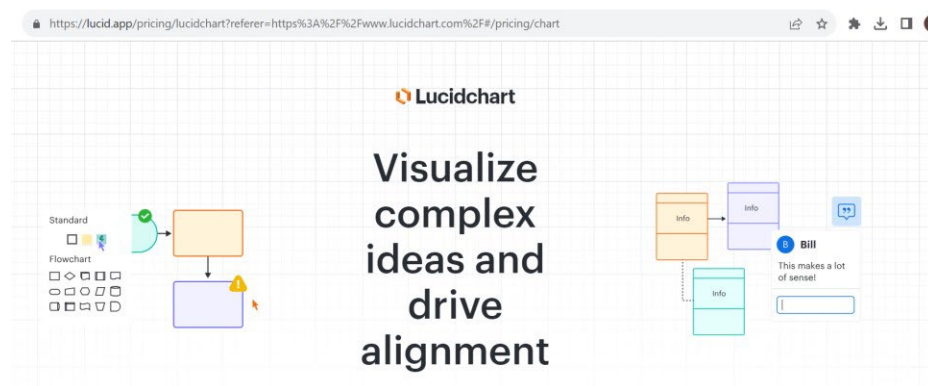 https://lucid.app/pricing/lucidchart?referer=https%3A%2F%2Fwww.lucidchart.com%2F#/pricing/chart
Lucidchart
Visualize
complex
ideas and
drive
alignment
Standard
Flowchart
Info
Info
Info
B Bill
This makes a lot
of sense!